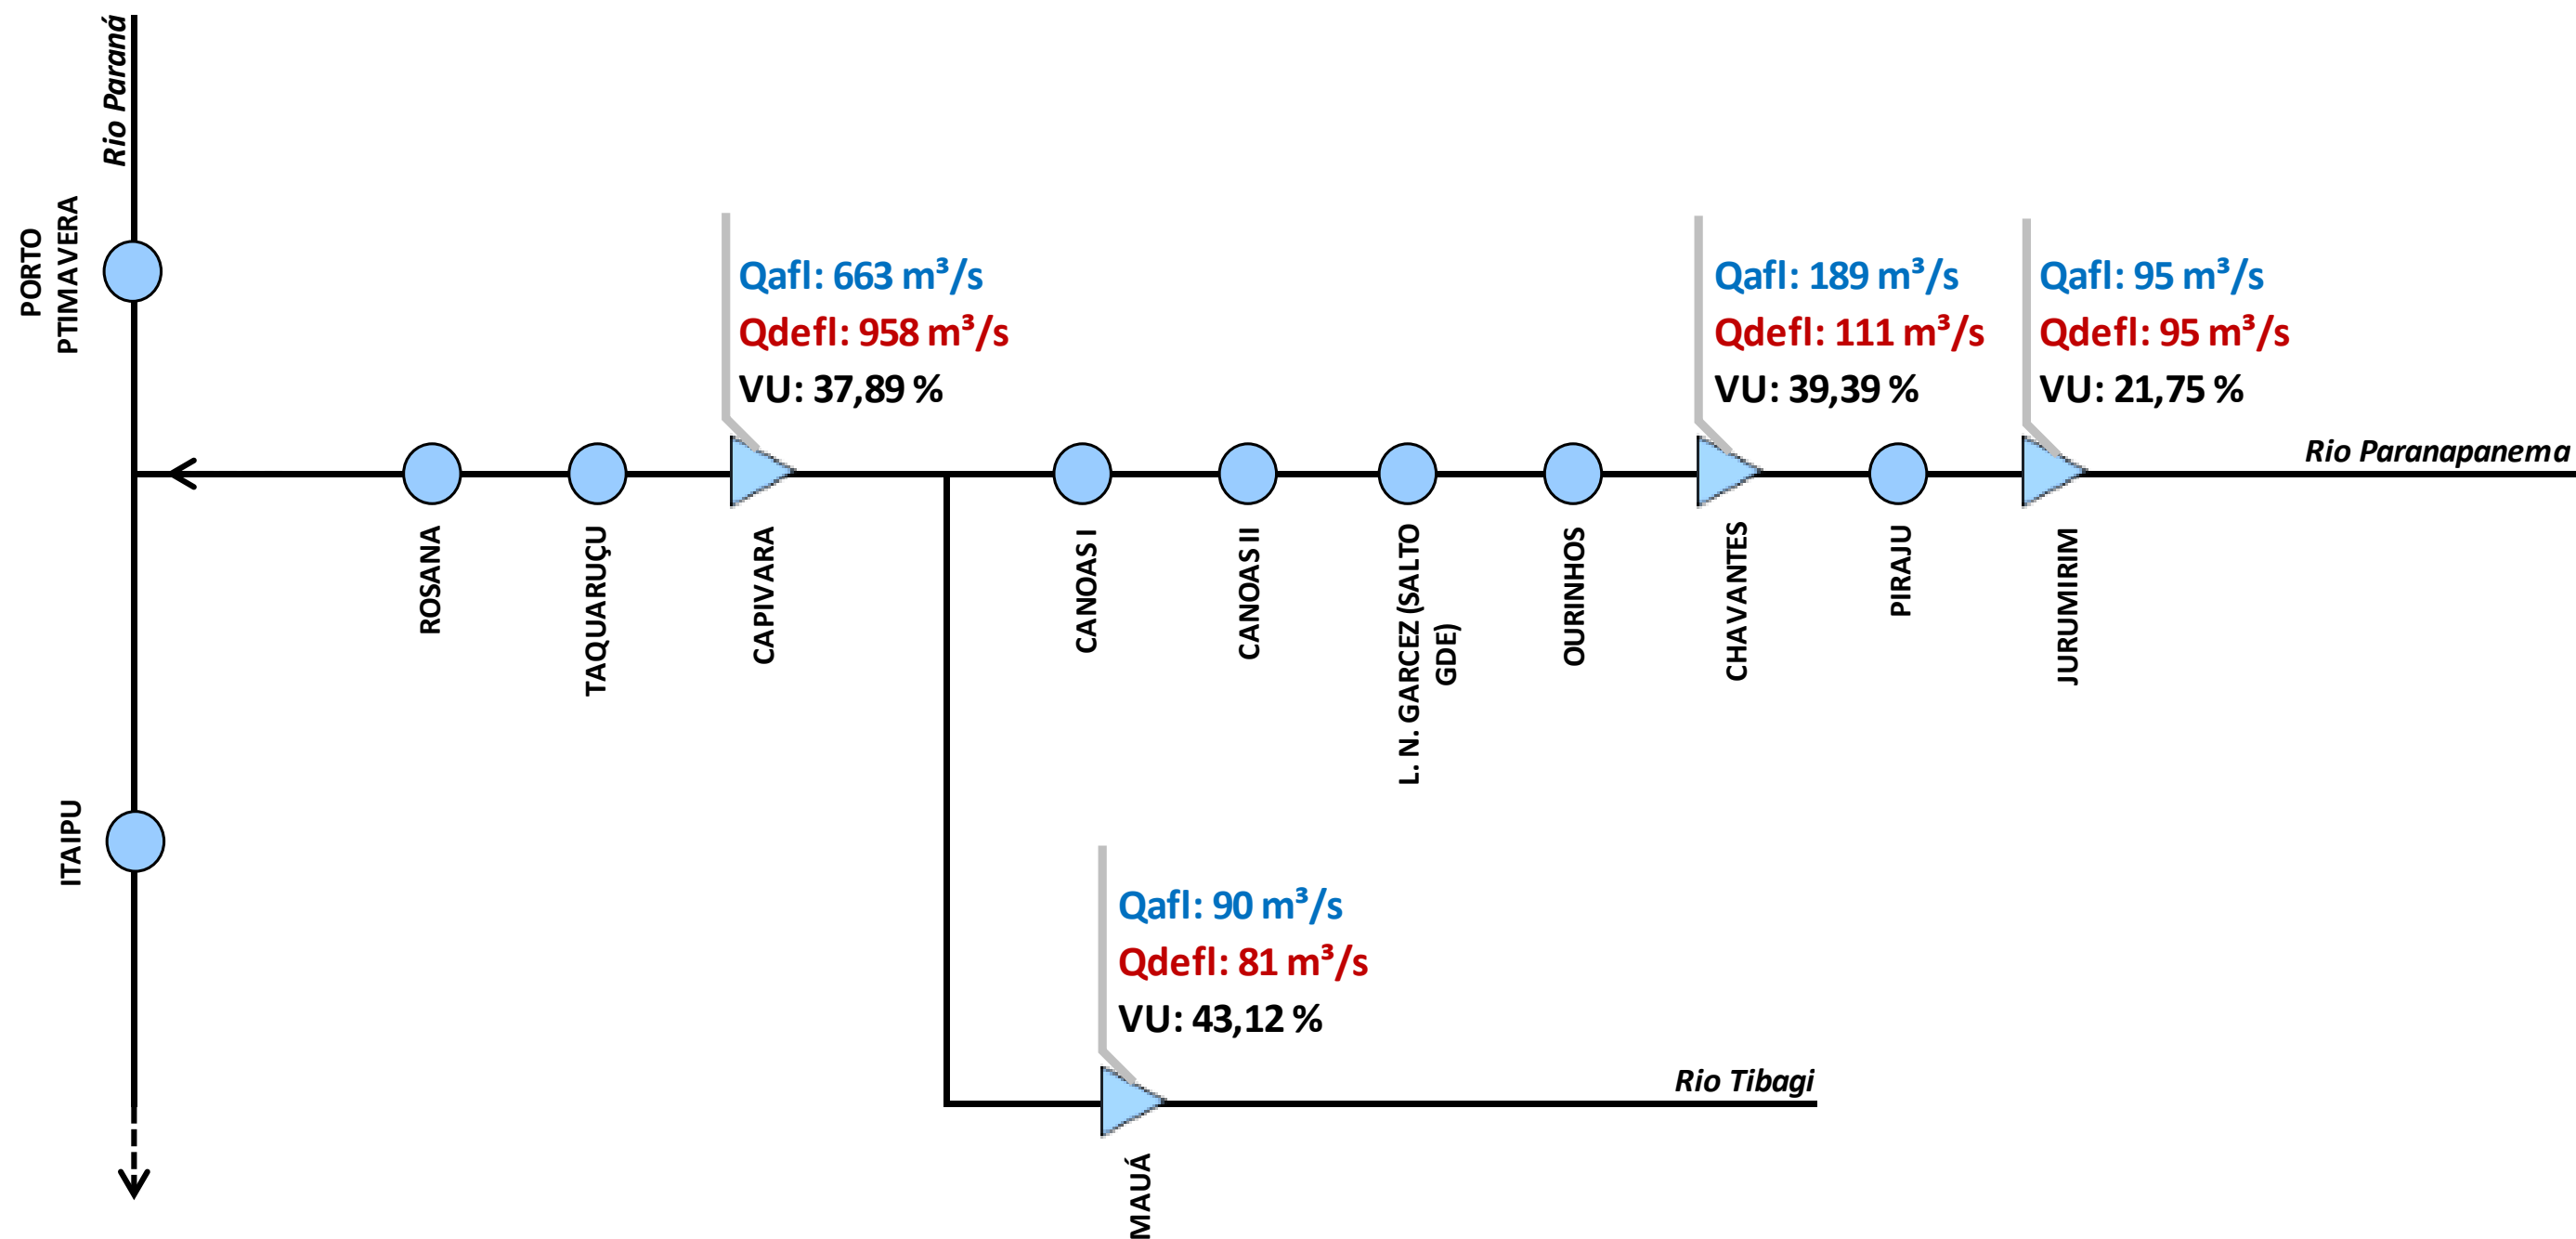 Rio Paraná
PORTO
PTIMAVERA
Qafl: 663 m³/s
Qdefl: 958 m³/s
VU: 37,89 %
Qafl: 189 m³/s
Qdefl: 111 m³/s
VU: 39,39 %
Qafl: 95 m³/s
Qdefl: 95 m³/s
VU: 21,75 %
Rio Paranapanema
ROSANA
TAQUARUÇU
CAPIVARA
CANOAS I
CANOAS II
L. N. GARCEZ (SALTO
GDE)
OURINHOS
CHAVANTES
PIRAJU
JURUMIRIM
ITAIPU
Qafl: 90 m³/s
Qdefl: 81 m³/s
VU: 43,12 %
Rio Tibagi
MAUÁ